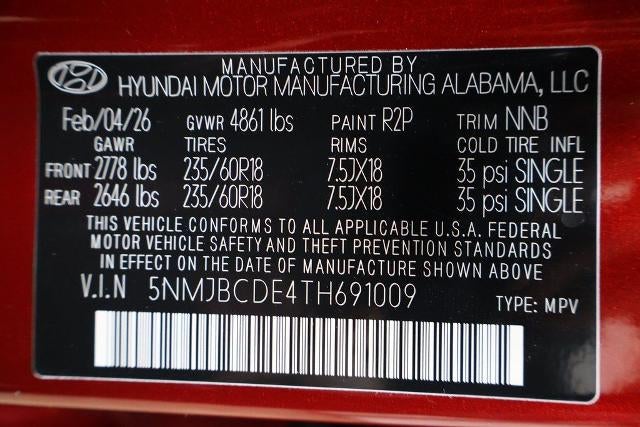 MANUFACTURED BY
HYUNDAI MOTOR MANUFACTURING ALABAMA, LLC
Feb/04/26 GVWR 4861 lbs PAINT R2P TRIM NNB
GAWR TIRES RIMS COLD TIRE INFL
FRONT 2778 lbs 235/60R18 7.5JX18 35 psi SINGLE
REAR 2646 lbs 235/60R18 7.5JX18 35 psi SINGLE
THIS VEHICLE CONFORMS TO ALL APPLICABLE U.S.A. FEDERAL
MOTOR VEHICLE SAFETY AND THEFT PREVENTION STANDARDS
IN EFFECT ON THE DATE OF MANUFACTURE SHOWN ABOVE
V.I.N 5NMJBCDE4TH691009 TYPE: MPV